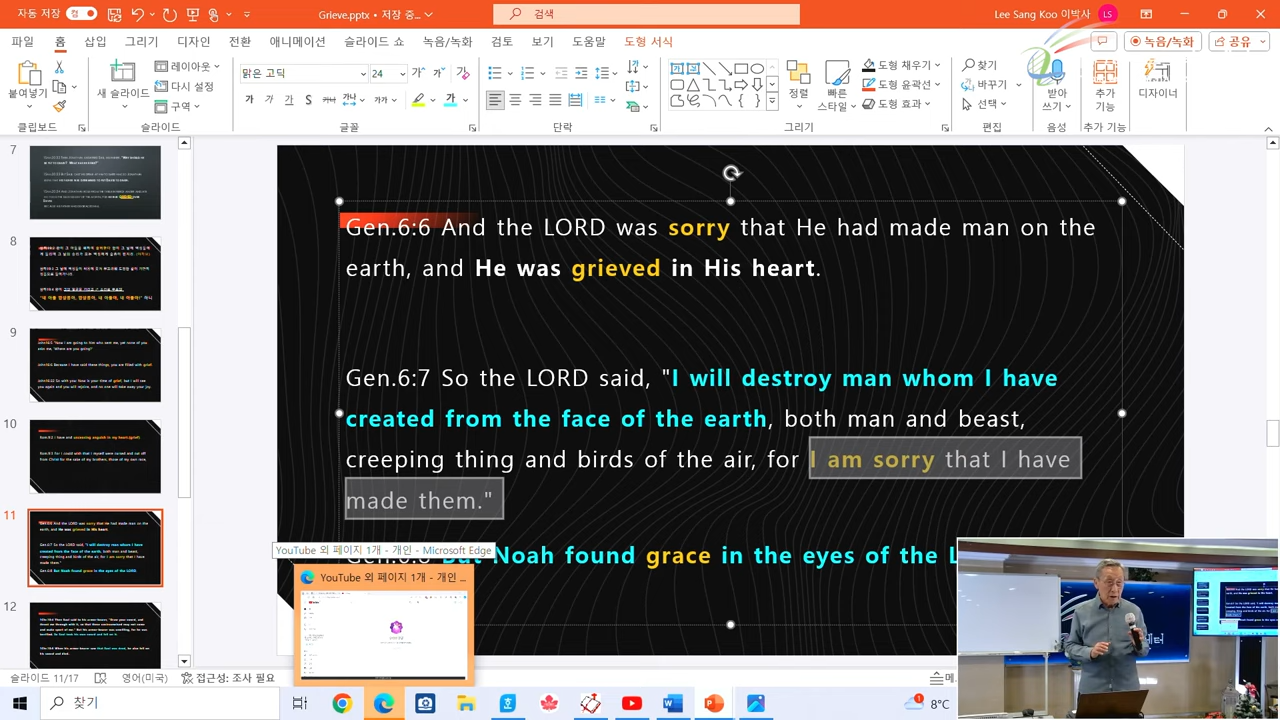 자동 저장
Grieve.pptx • 저장 중...
검색
Lee Sang Koo 이박사
LS
파일 홈 삽입 그리기 디자인 전환 애니메이션 슬라이드 쇼 녹음/녹화 검토 보기 도움말 도형 서식
녹음/녹화 공유
붙여넣기
새 슬라이드
레이아웃
다시 설정
구역
맑은 고딕 24
정렬
빠른 스타일
도형 채우기
도형 윤곽선
도형 효과
찾기
바꾸기
선택
받아쓰기
추가 기능
디자이너
클립보드 슬라이드 글꼴 단락 그리기 편집 음성 추가 기능
7
8
9
10
11
12
Gen.6:6 And the LORD was sorry that He had made man on the
earth, and He was grieved in His heart.
Gen.6:7 So the LORD said, "I will destroy man whom I have
created from the face of the earth, both man and beast,
creeping thing and birds of the air, for I am sorry that I have
made them."
Noah found grace in the eyes of the
YouTube 외 페이지 1개 - 개인 - Microsoft Edge
YouTube 외 페이지 1개 - 개인 ...
슬라이드 11/17 영어(미국) 접근성: 조사 필요
찾기
8°C